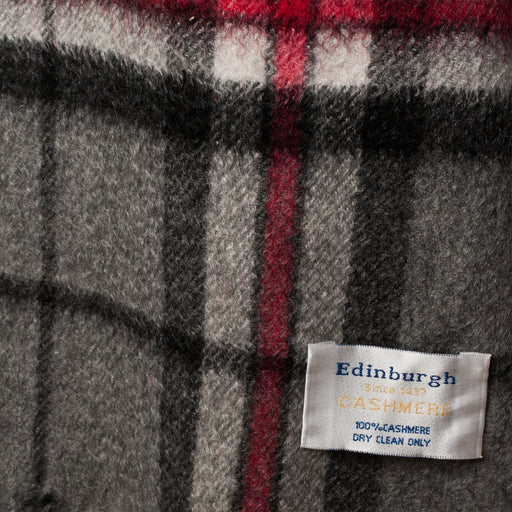 Edinburgh
Since 1837
CASHMERE
100%CASHMERE
DRY CLEAN ONLY